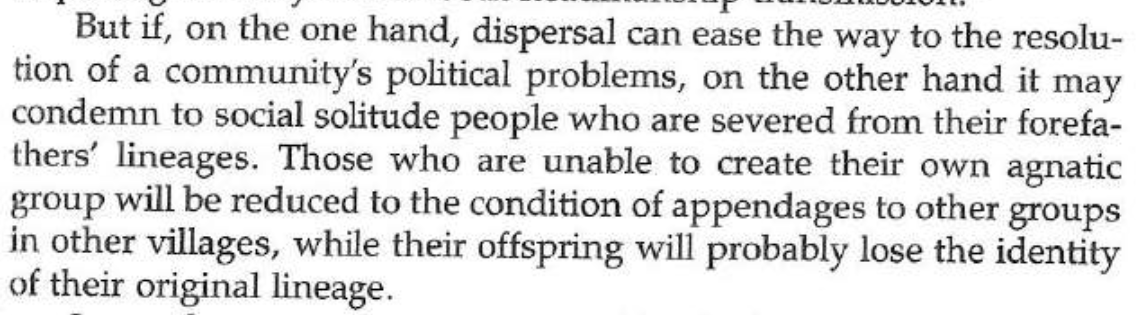 But if, on the one hand, dispersal can ease the way to the resolu-
tion of a community's political problems, on the other hand it may
condemn to social solitude people who are severed from their forefa-
thers' lineages. Those who are unable to create their own agnatic
group will be reduced to the condition of appendages to other groups
in other villages, while their offspring will probably lose the identity
of their original lineage.